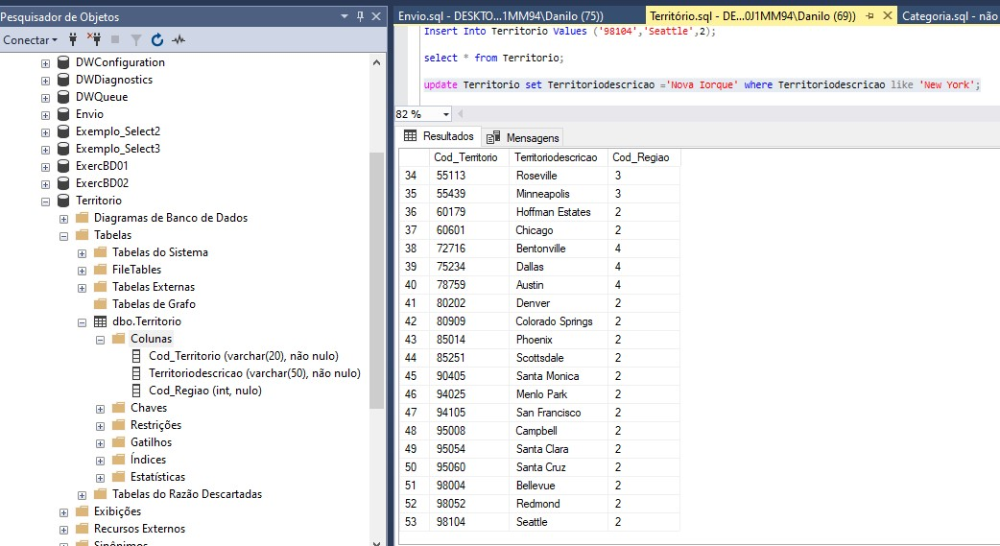 Pesquisador de Objetos
Conectar
DWConfiguration
DWDiagnostics
DWQueue
Envio
Exemplo_Select2
Exemplo_Select3
ExercBD01
ExercBD02
Territorio
Diagramas de Banco de Dados
Tabelas
Tabelas do Sistema
FileTables
Tabelas Externas
Tabelas de Grafo
dbo.Territorio
Colunas
Cod_Territorio (varchar(20), não nulo)
Territoriodescricao (varchar(50), não nulo)
Cod_Regiao (int, nulo)
Chaves
Restrições
Gatilhos
Índices
Estatísticas
Tabelas do Razão Descartadas
Exibições
Recursos Externos
Sinônimos
Envio.sql - DESKTO...1MM94\Danilo (75)) Território.sql - DE...0J1MM94\Danilo (69)) Categoria.sql - não
Insert Into Territorio Values ('98104','Seattle',2);
select * from Territorio;
update Territorio set Territoriodescricao ='Nova Iorque' where Territoriodescricao like 'New York';
82 %
Resultados Mensagens
Cod_Territorio Territoriodescricao Cod_Regiao
34 55113 Roseville 3
35 55439 Minneapolis 3
36 60179 Hoffman Estates 2
37 60601 Chicago 2
38 72716 Bentonville 4
39 75234 Dallas 4
40 78759 Austin 4
41 80202 Denver 2
42 80909 Colorado Springs 2
43 85014 Phoenix 2
44 85251 Scottsdale 2
45 90405 Santa Monica 2
46 94025 Menlo Park 2
47 94105 San Francisco 2
48 95008 Campbell 2
49 95054 Santa Clara 2
50 95060 Santa Cruz 2
51 98004 Bellevue 2
52 98052 Redmond 2
53 98104 Seattle 2